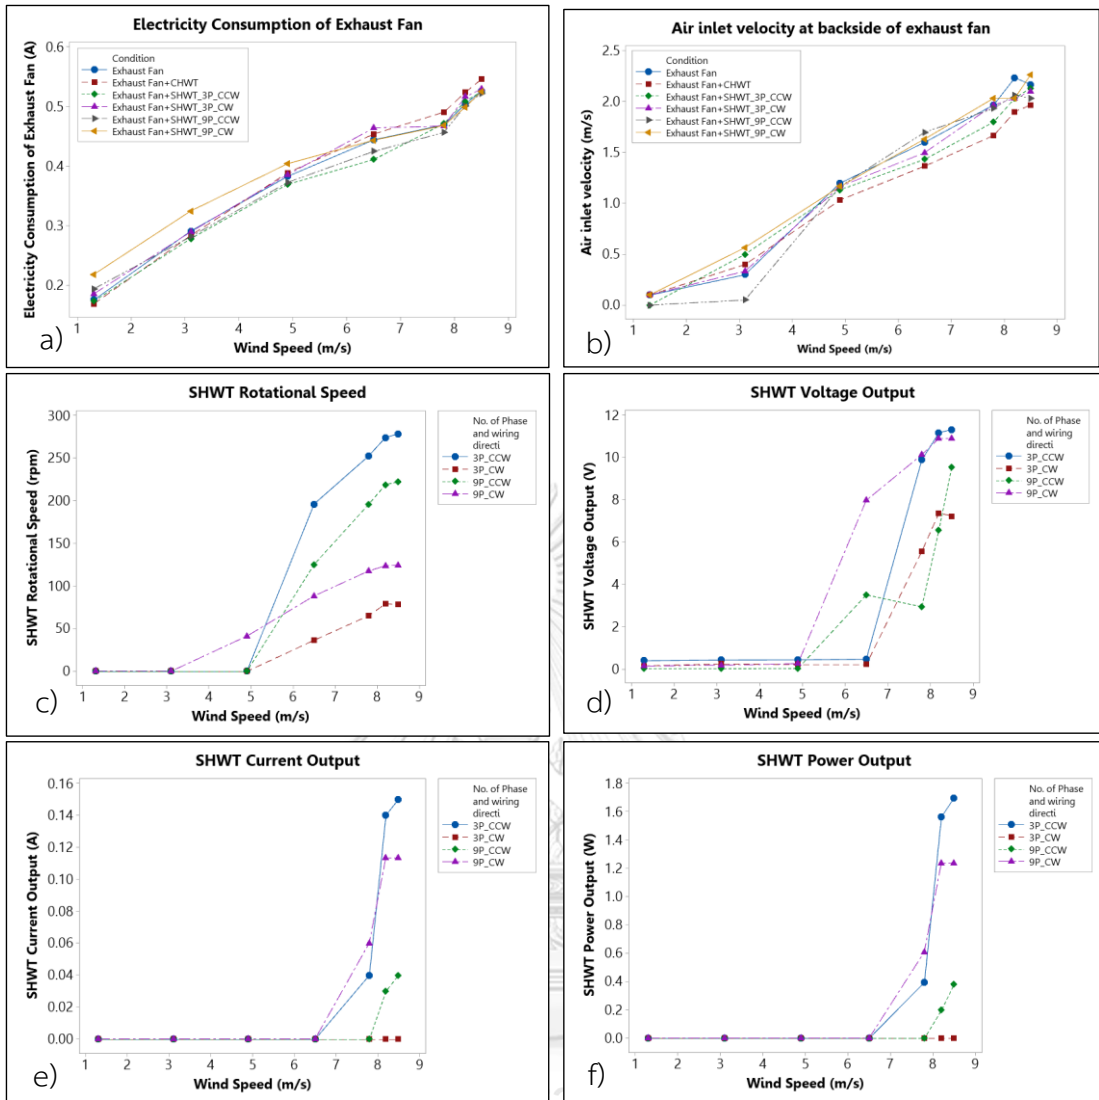 Electricity Consumption of Exhaust Fan
Electricity Consumption of Exhaust Fan (A)
0.6
0.5
0.4
0.3
0.2
Condition
Exhaust Fan
Exhaust Fan+CHWT
Exhaust Fan+SHWT_3P_CCW
Exhaust Fan+SHWT_3P_CW
Exhaust Fan+SHWT_9P_CCW
Exhaust Fan+SHWT_9P_CW
1 2 3 4 5 6 7 8 9
Wind Speed (m/s)
a)
Air inlet velocity at backside of exhaust fan
Air inlet velocity (m/s)
2.5
2.0
1.5
1.0
0.5
0.0
Condition
Exhaust Fan
Exhaust Fan+CHWT
Exhaust Fan+SHWT_3P_CCW
Exhaust Fan+SHWT_3P_CW
Exhaust Fan+SHWT_9P_CCW
Exhaust Fan+SHWT_9P_CW
1 2 3 4 5 6 7 8 9
Wind Speed (m/s)
b)
SHWT Rotational Speed
SHWT Rotational Speed (rpm)
300
250
200
150
100
50
0
No. of Phase
and wiring
directi
3P_CCW
3P_CW
9P_CCW
9P_CW
1 2 3 4 5 6 7 8 9
Wind Speed (m/s)
c)
SHWT Voltage Output
SHWT Voltage Output (V)
12
10
8
6
4
2
0
No. of Phase
and wiring
directi
3P_CCW
3P_CW
9P_CCW
9P_CW
1 2 3 4 5 6 7 8 9
Wind Speed (m/s)
d)
SHWT Current Output
SHWT Current Output (A)
0.16
0.14
0.12
0.10
0.08
0.06
0.04
0.02
0.00
No. of Phase
and wiring
directi
3P_CCW
3P_CW
9P_CCW
9P_CW
1 2 3 4 5 6 7 8 9
Wind Speed (m/s)
e)
SHWT Power Output
SHWT Power Output (W)
1.8
1.6
1.4
1.2
1.0
0.8
0.6
0.4
0.2
0.0
No. of Phase
and wiring
directi
3P_CCW
3P_CW
9P_CCW
9P_CW
1 2 3 4 5 6 7 8 9
Wind Speed (m/s)
f)